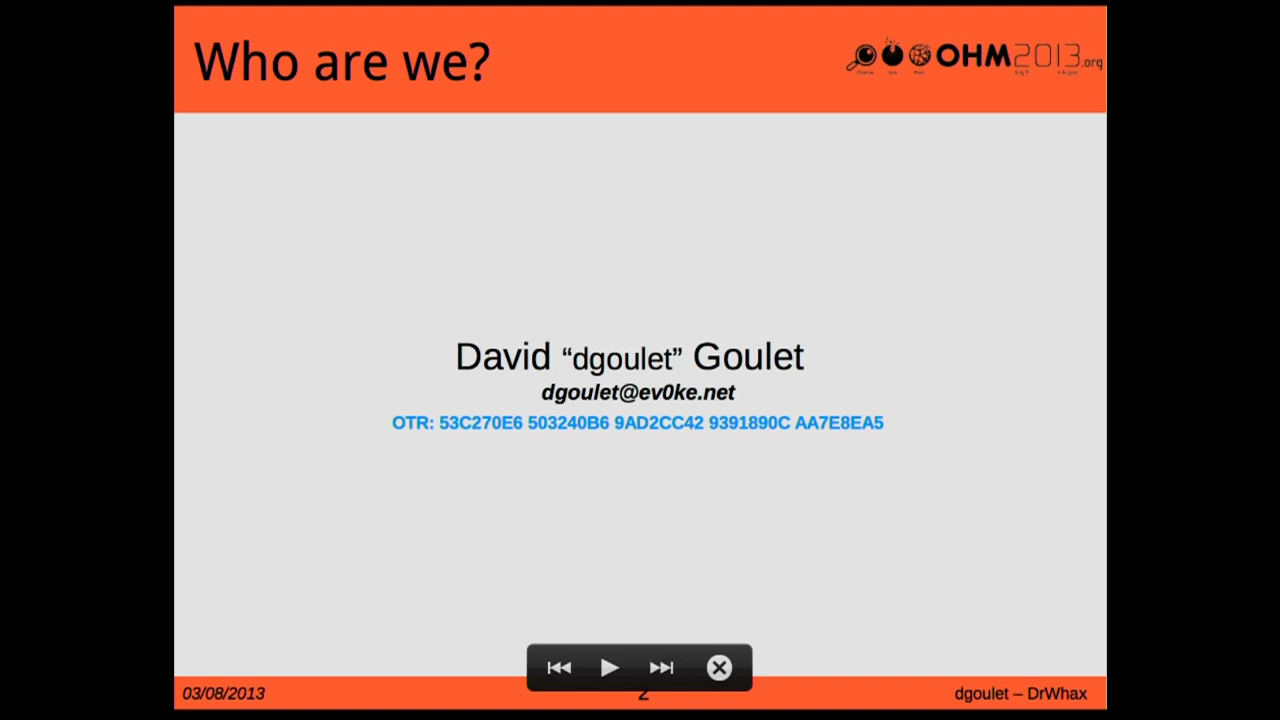 Who are we?
OHM2013.org
David “dgoulet” Goulet
dgoulet@ev0ke.net
OTR: 53C270E6 503240B6 9AD2CC42 9391890C AA7E8EA5
03/08/2013
2
dgoulet – DrWhax